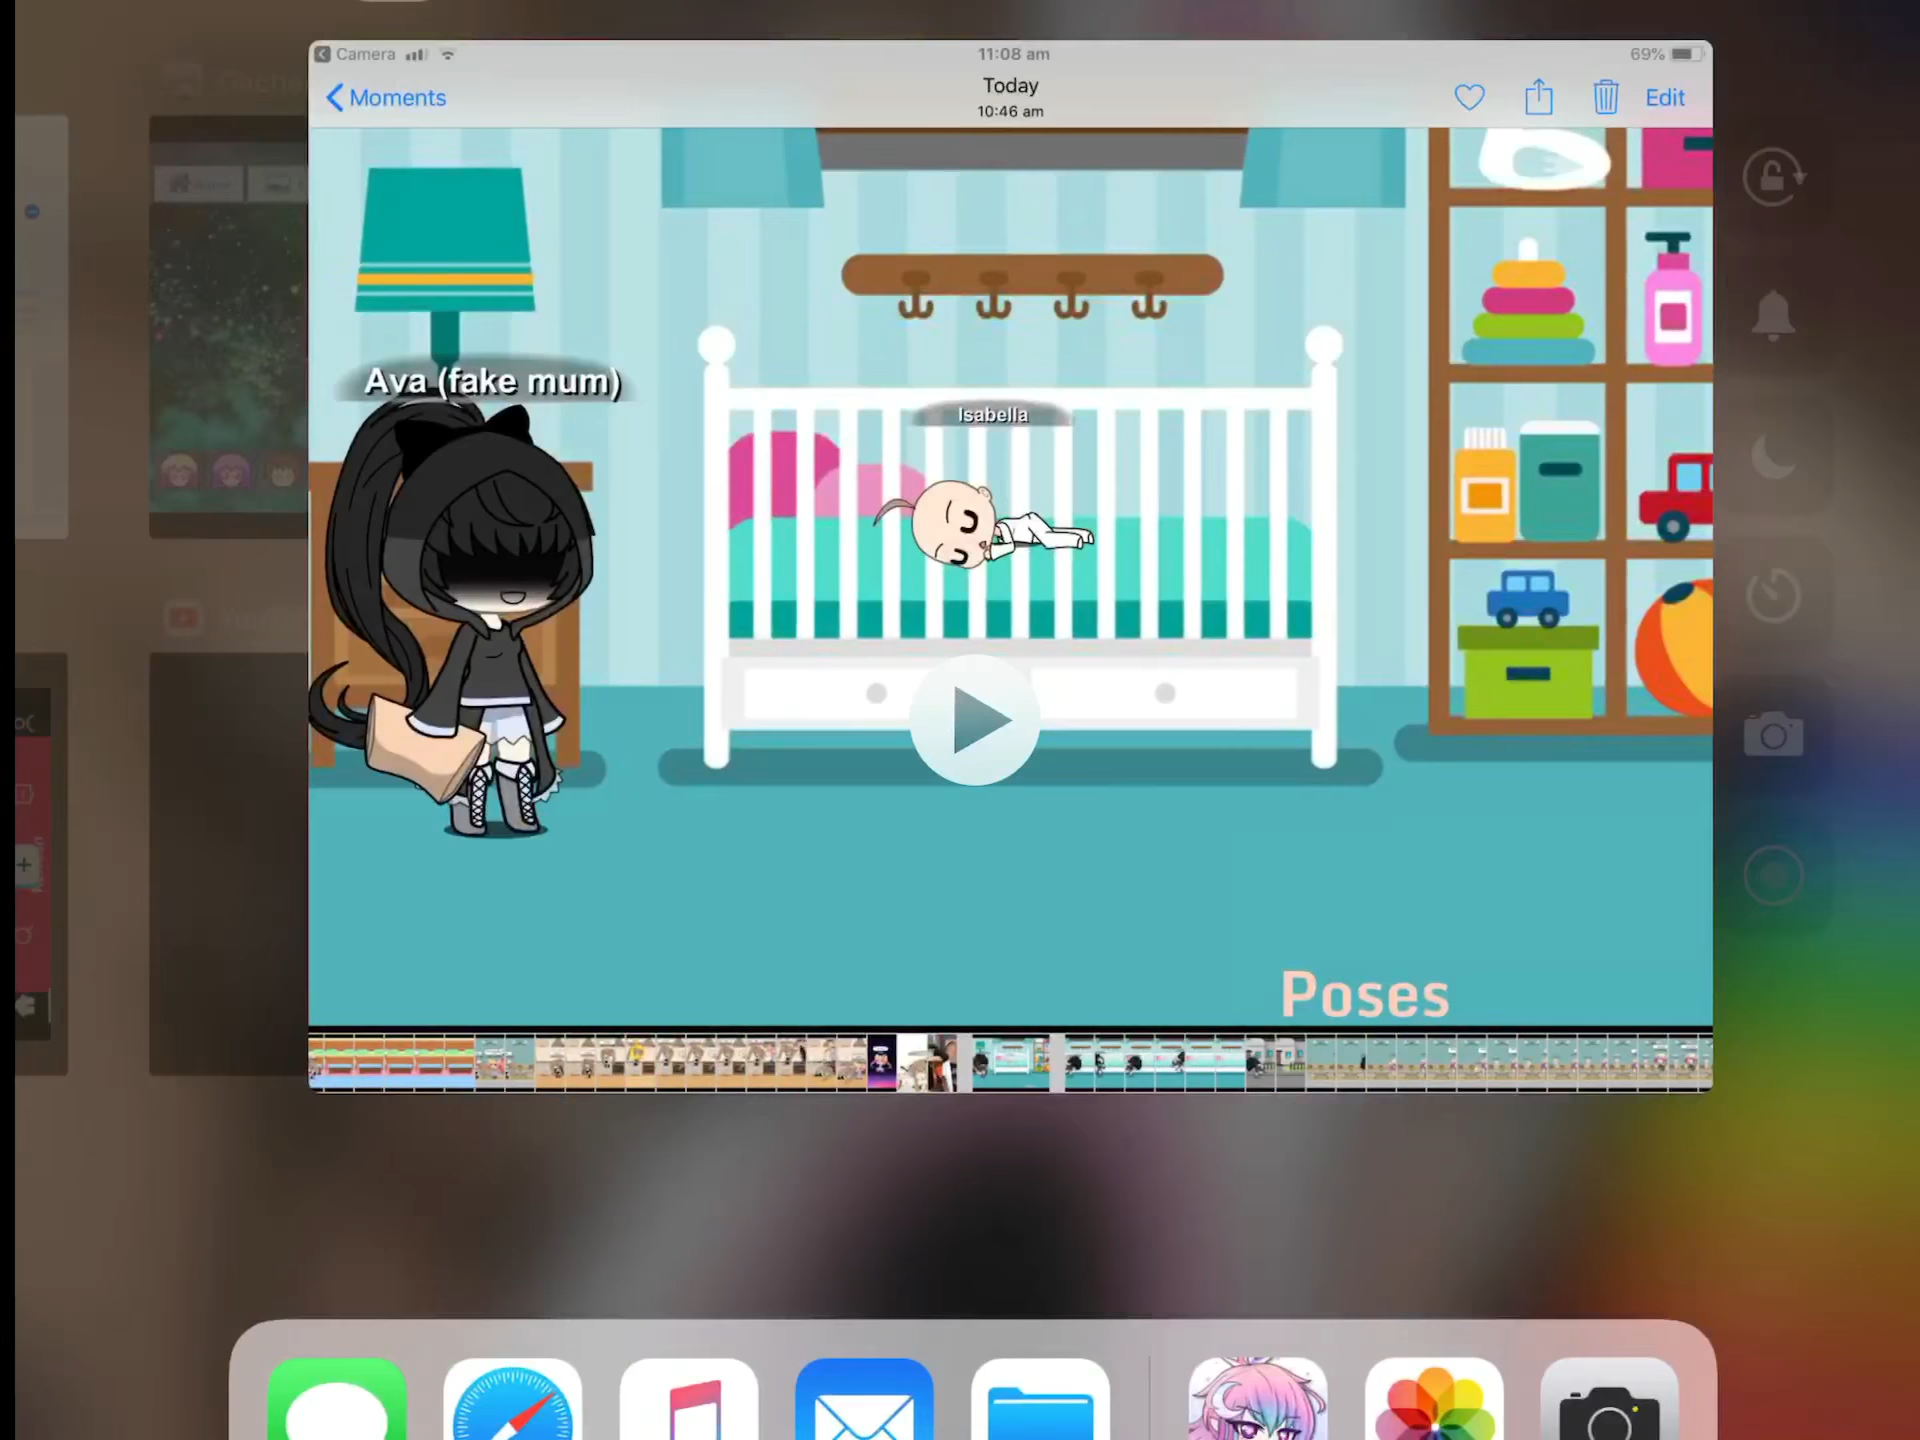 Camera
11:08 am
69%
Moments
Today
10:46 am
Edit
Ava (fake mum)
Isabella
Poses